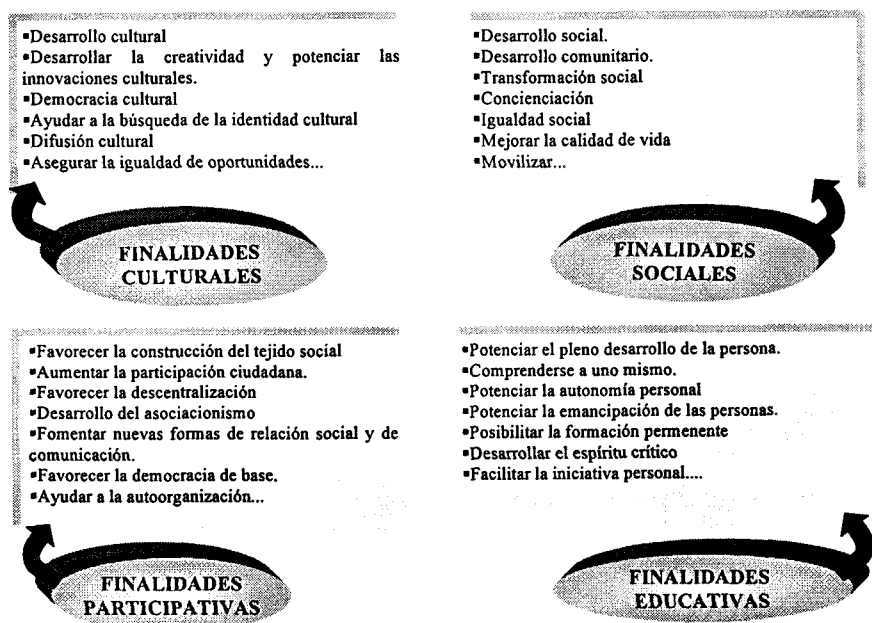 ▪Desarrollo cultural
▪Desarrollar la creatividad y potenciar las
innovaciones culturales.
▪Democracia cultural
▪Ayudar a la búsqueda de la identidad cultural
▪Difusión cultural
▪Asegurar la igualdad de oportunidades...
FINALIDADES
CULTURALES
▪Desarrollo social.
▪Desarrollo comunitario.
▪Transformación social
▪Concienciación
▪Igualdad social
▪Mejorar la calidad de vida
▪Movilizar...
FINALIDADES
SOCIALES
▪Favorecer la construcción del tejido social
▪Aumentar la participación ciudadana.
▪Favorecer la descentralización
▪Desarrollo del asociacionismo
▪Fomentar nuevas formas de relación social y de
comunicación.
▪Favorecer la democracia de base.
▪Ayudar a la autoorganización...
FINALIDADES
PARTICIPATIVAS
▪Potenciar el pleno desarrollo de la persona.
▪Comprenderse a uno mismo.
▪Potenciar la autonomía personal
▪Potenciar la emancipación de las personas.
▪Posibilitar la formación permenente
▪Desarrollar el espíritu crítico
▪Facilitar la iniciativa personal....
FINALIDADES
EDUCATIVAS